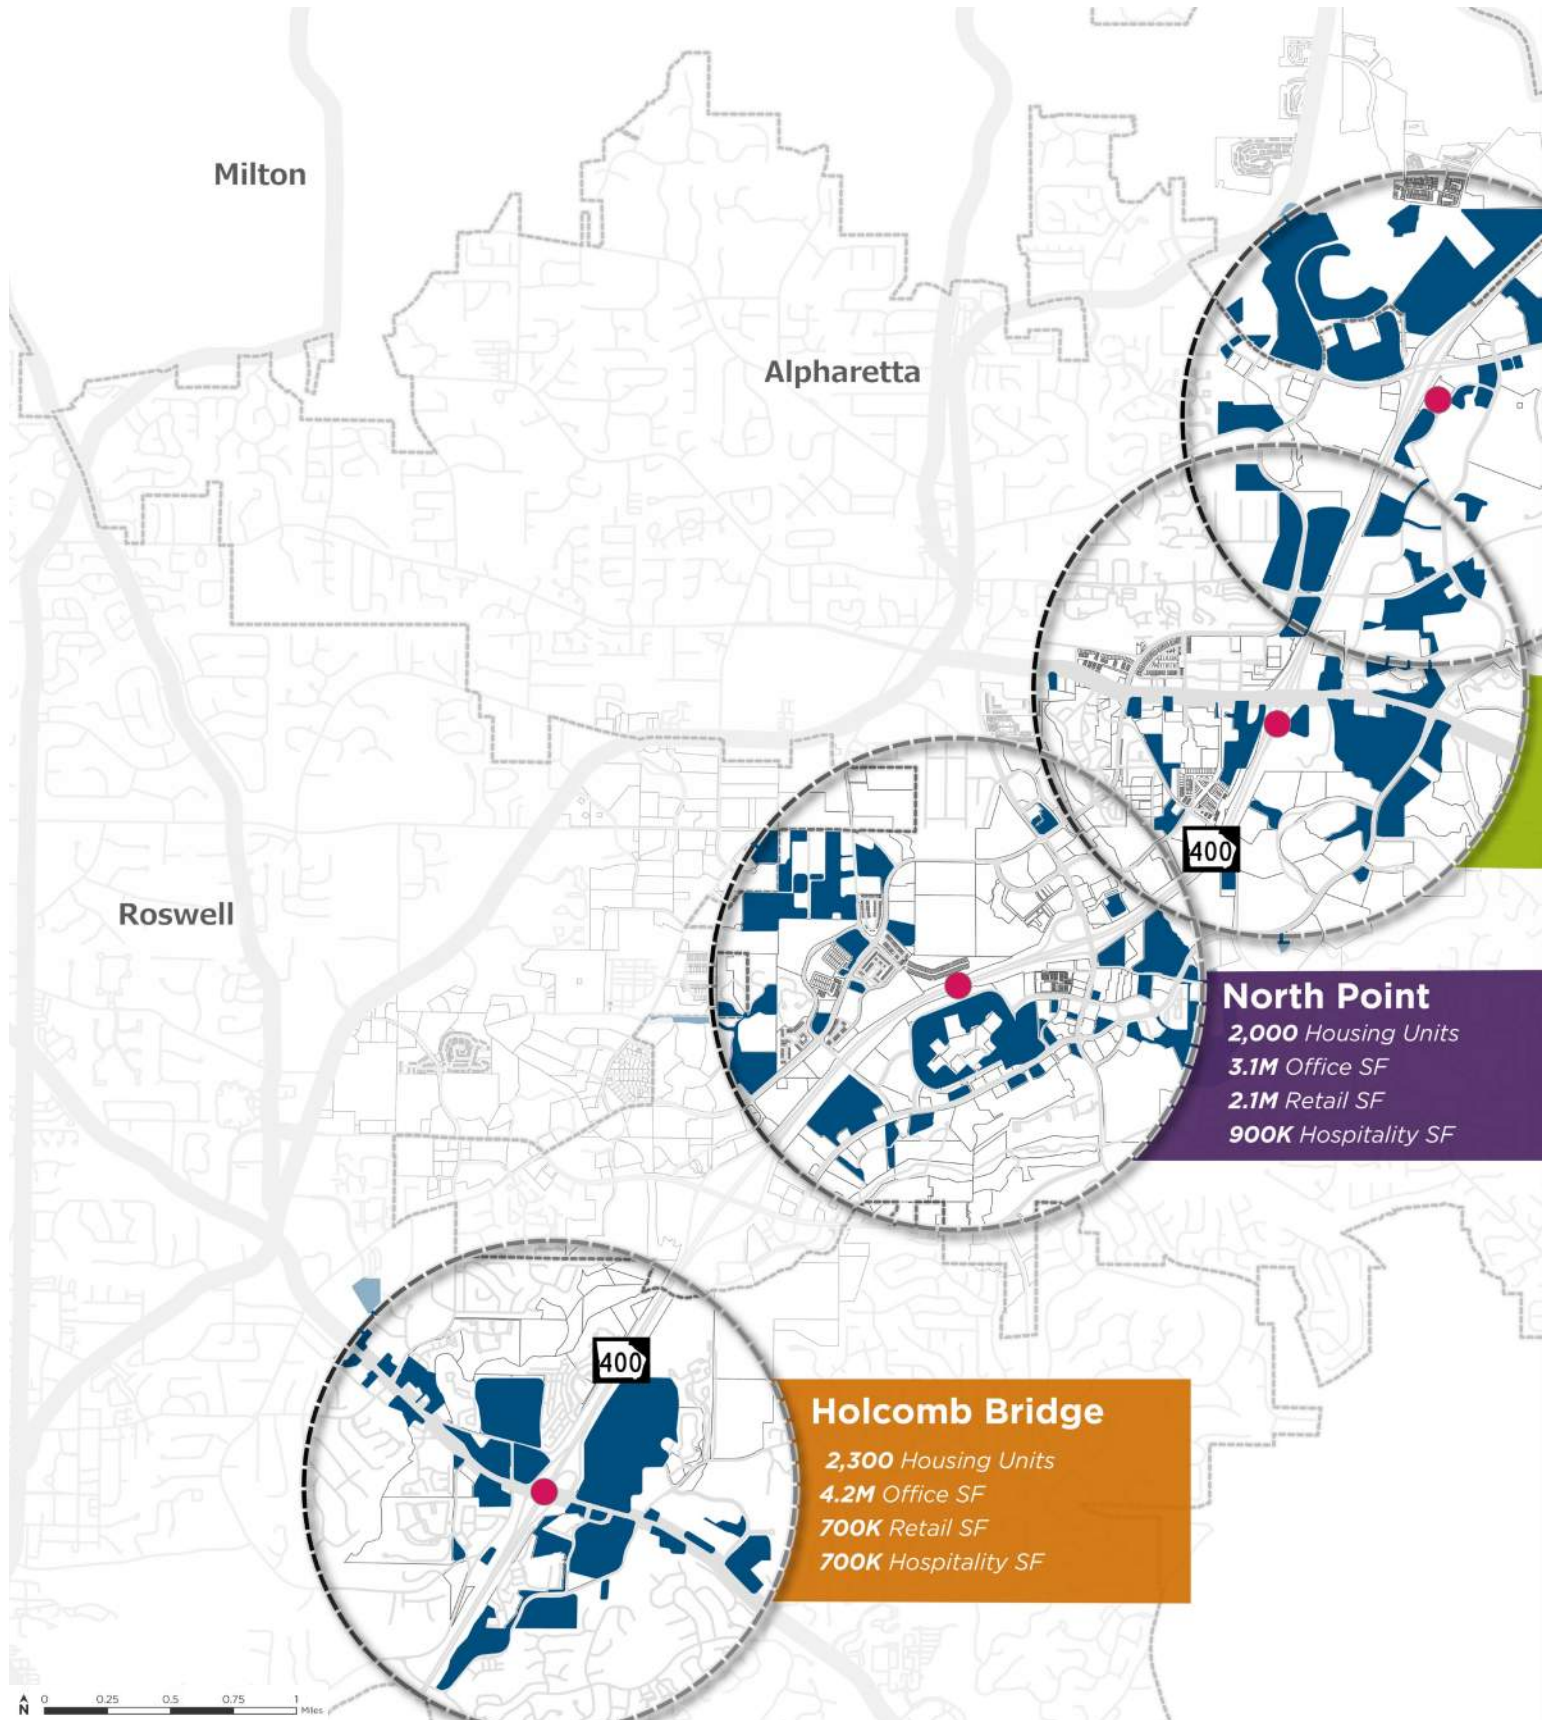 Milton
Alpharetta
Roswell
400
North Point
2,000 Housing Units
3.1M Office SF
2.1M Retail SF
900K Hospitality SF
400
Holcomb Bridge
2,300 Housing Units
4.2M Office SF
700K Retail SF
700K Hospitality SF
N
0 0.25 0.5 0.75 1
Miles